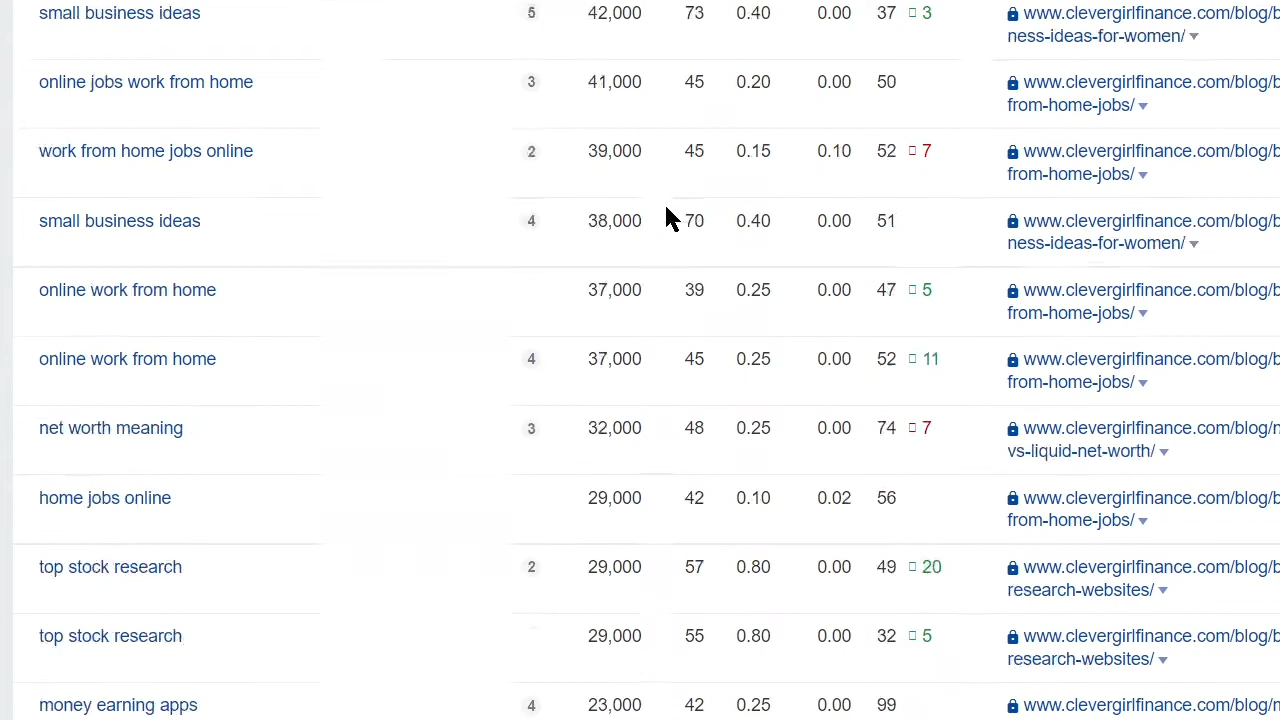 small business ideas 5 42,000 73 0.40 0.00 37 3 www.clevergirlfinance.com/blog/b
ness-ideas-for-women/
online jobs work from home 3 41,000 45 0.20 0.00 50 www.clevergirlfinance.com/blog/b
from-home-jobs/
work from home jobs online 2 39,000 45 0.15 0.10 52 7 www.clevergirlfinance.com/blog/b
from-home-jobs/
small business ideas 4 38,000 70 0.40 0.00 51 www.clevergirlfinance.com/blog/b
ness-ideas-for-women/
online work from home 37,000 39 0.25 0.00 47 5 www.clevergirlfinance.com/blog/b
from-home-jobs/
online work from home 4 37,000 45 0.25 0.00 52 11 www.clevergirlfinance.com/blog/b
from-home-jobs/
net worth meaning 3 32,000 48 0.25 0.00 74 7 www.clevergirlfinance.com/blog/n
vs-liquid-net-worth/
home jobs online 29,000 42 0.10 0.02 56 www.clevergirlfinance.com/blog/b
from-home-jobs/
top stock research 2 29,000 57 0.80 0.00 49 20 www.clevergirlfinance.com/blog/b
research-websites/
top stock research 29,000 55 0.80 0.00 32 5 www.clevergirlfinance.com/blog/b
research-websites/
money earning apps 4 23,000 42 0.25 0.00 99 www.clevergirlfinance.com/blog/n